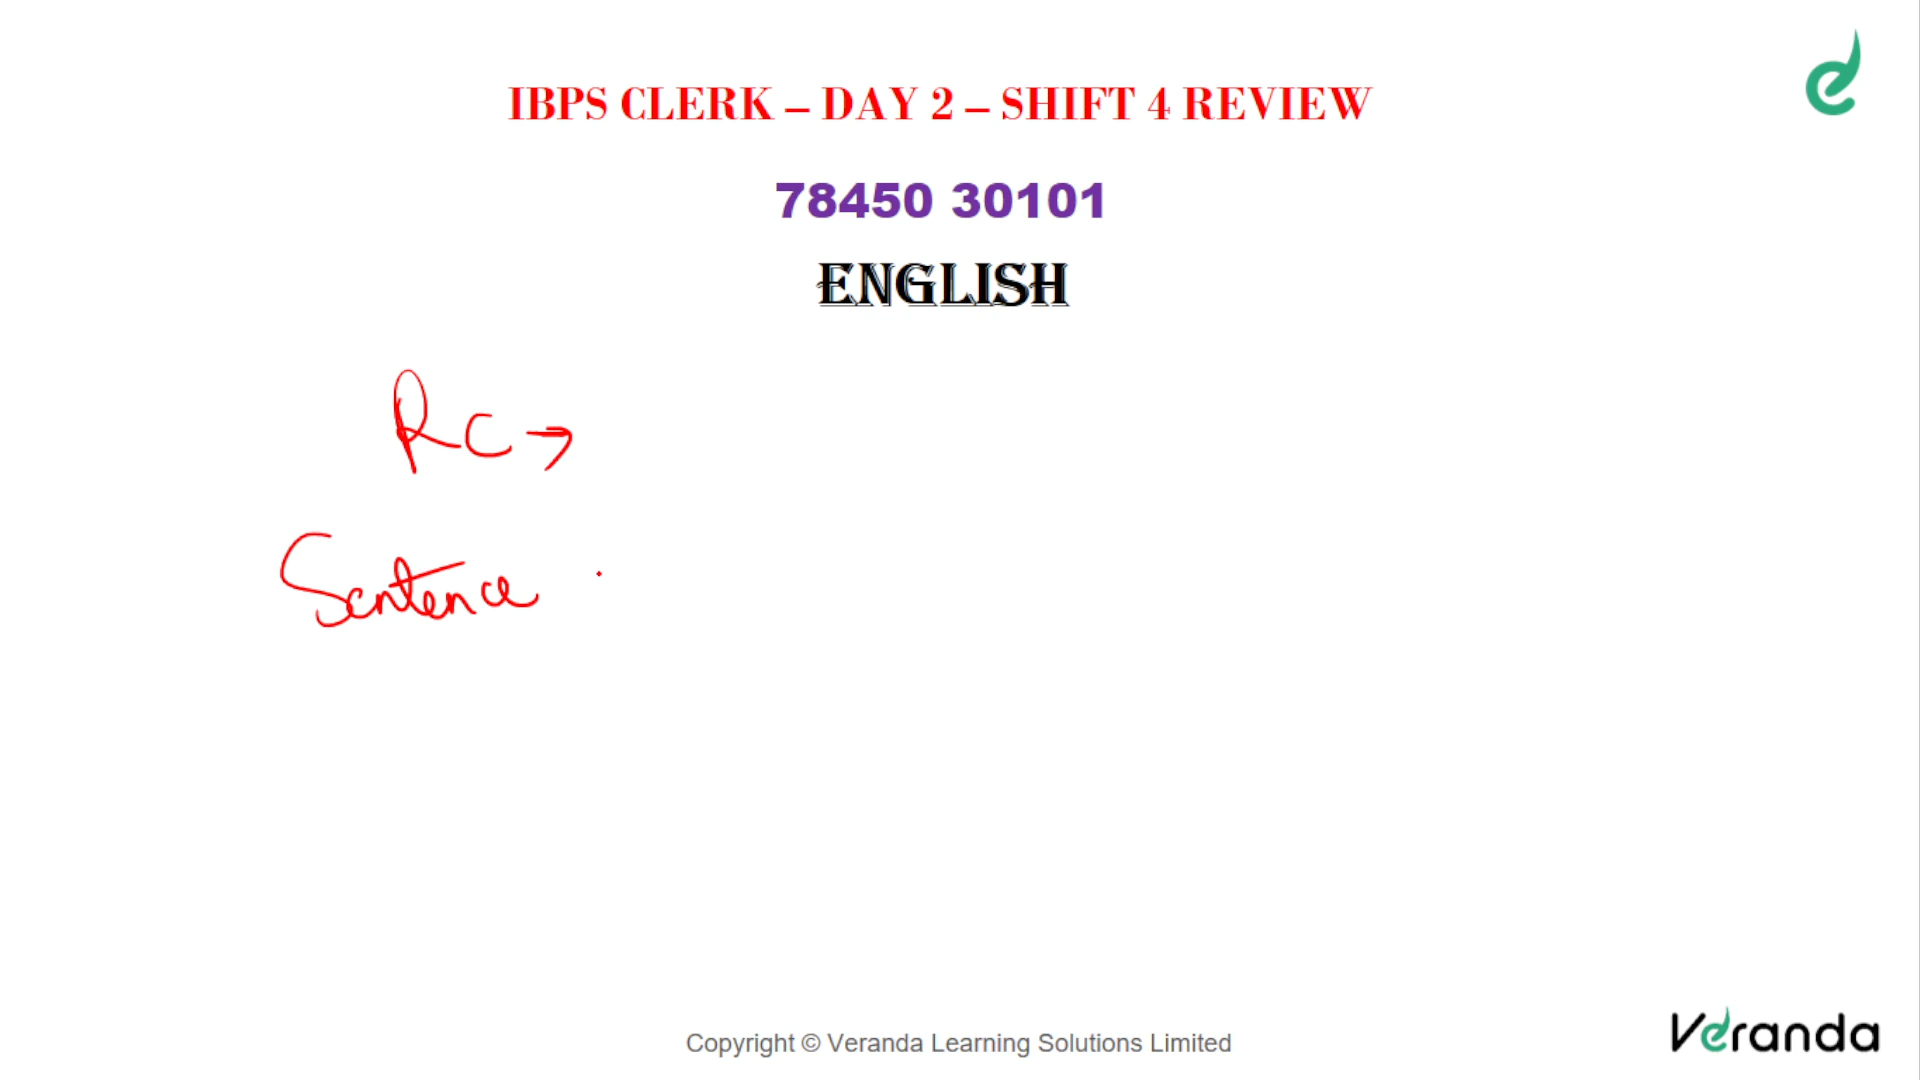 IBPS CLERK – DAY 2 – SHIFT 4 REVIEW
78450 30101
ENGLISH
RC →
Sentence
Copyright © Veranda Learning Solutions Limited
Veranda